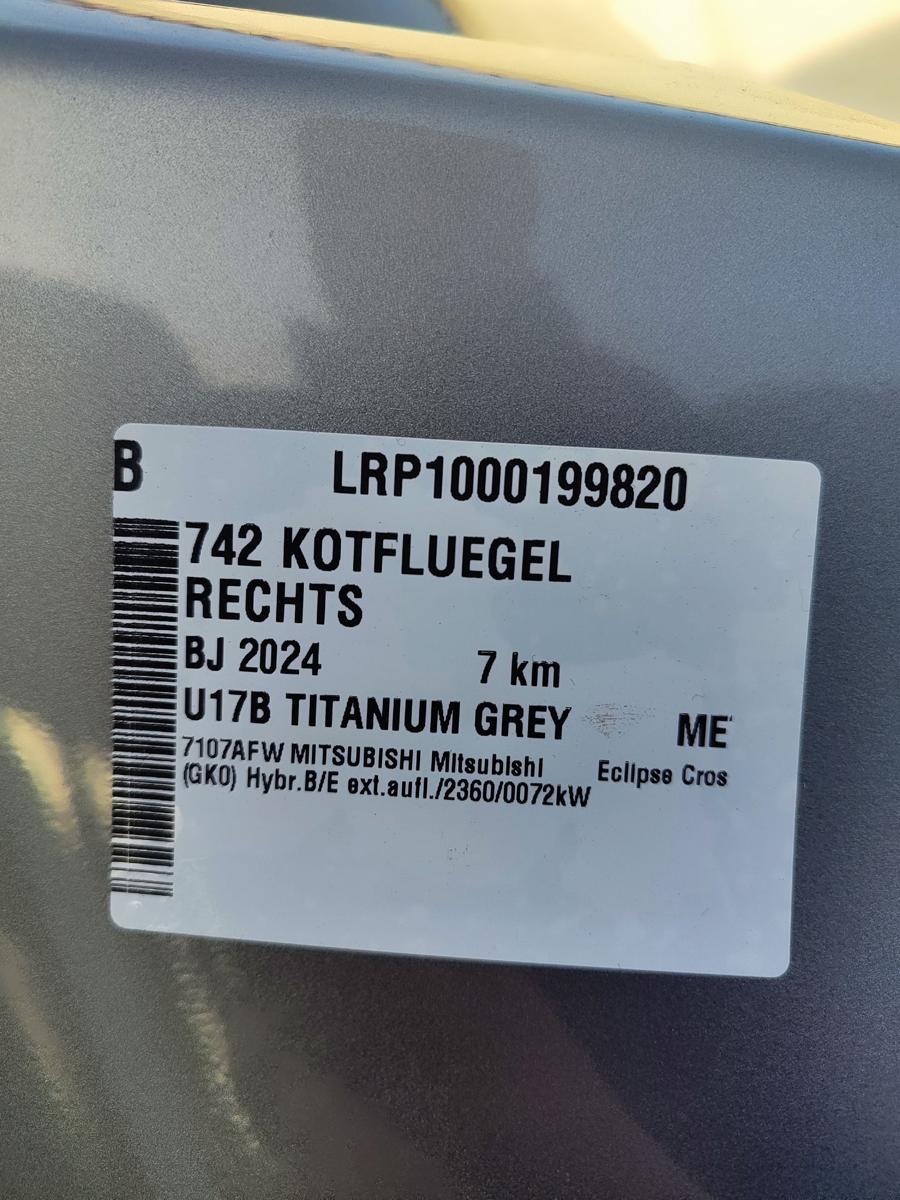 B LRP1000199820
742 KOTFLUEGEL
RECHTS
BJ 2024 7 km
U17B TITANIUM GREY ME
7107AFW MITSUBISHI Mitsubishi Eclipse Cros
(GK0) Hybr.B/E ext.aufl./2360/0072kW